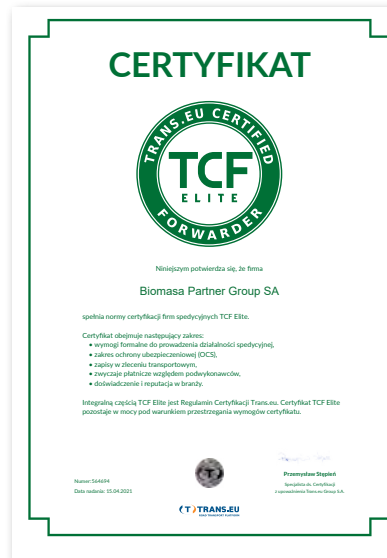 CERTYFIKAT
TRANS.EU CERTIFIED
TCF
ELITE
FORWARDER
Niniejszym potwierdza się, że firma
Biomasa Partner Group SA
spełnia normy certyfikacji firm spedycyjnych TCF Elite.
Certyfikat obejmuje następujący zakres:
• wymogi formalne do prowadzenia działalności spedycyjnej,
• zakres ochrony ubezpieczeniowej (OCS),
• zapisy w zleceniu transportowym,
• zwyczaje płatnicze względem podwykonawców,
• doświadczenie i reputacja w branży.
Integralną częścią TCF Elite jest Regulamin Certyfikacji Trans.eu. Certyfikat TCF Elite
pozostaje w mocy pod warunkiem przestrzegania wymogów certyfikatu.
Numer:564694
Data nadania: 15.04.2021
Przemysław Stępień
Specjalista ds. Certyfikacji
z upoważnienia Trans.eu Group S.A.
(T) TRANS.EU
ROAD TRANSPORT PLATFORM